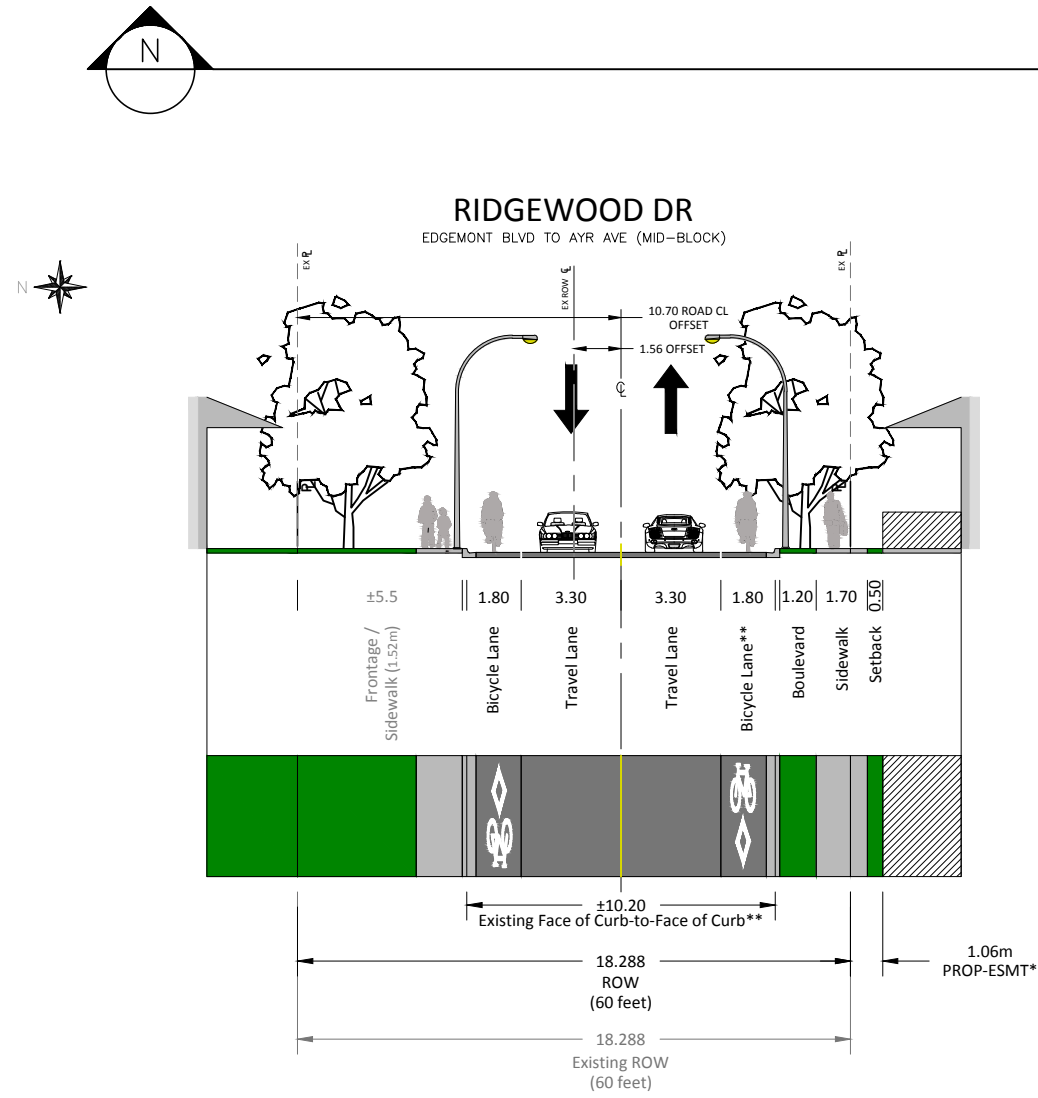 N
RIDGEWOOD DR
EDGEMONT BLVD TO AYR AVE (MID-BLOCK)
N
EX PL
EX ROW CL
EX PL
10.70 ROAD CL
OFFSET
1.56 OFFSET
CL
±5.5
1.80
3.30
3.30
1.80
1.20
1.70
0.50
Frontage /
Sidewalk (1.52m)
Bicycle Lane
Travel Lane
Travel Lane
Bicycle Lane**
Boulevard
Sidewalk
Setback
±10.20
Existing Face of Curb-to-Face of Curb**
18.288
ROW
(60 feet)
1.06m
PROP-ESMT*
18.288
Existing ROW
(60 feet)